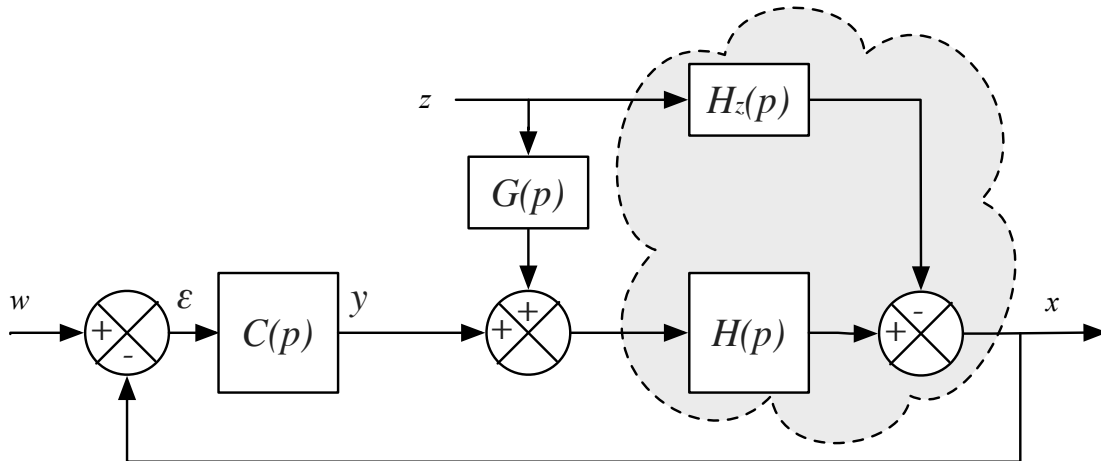 z
Hz(p)
G(p)
w
+
-
ε
C(p)
y
+
+
H(p)
+
-
x